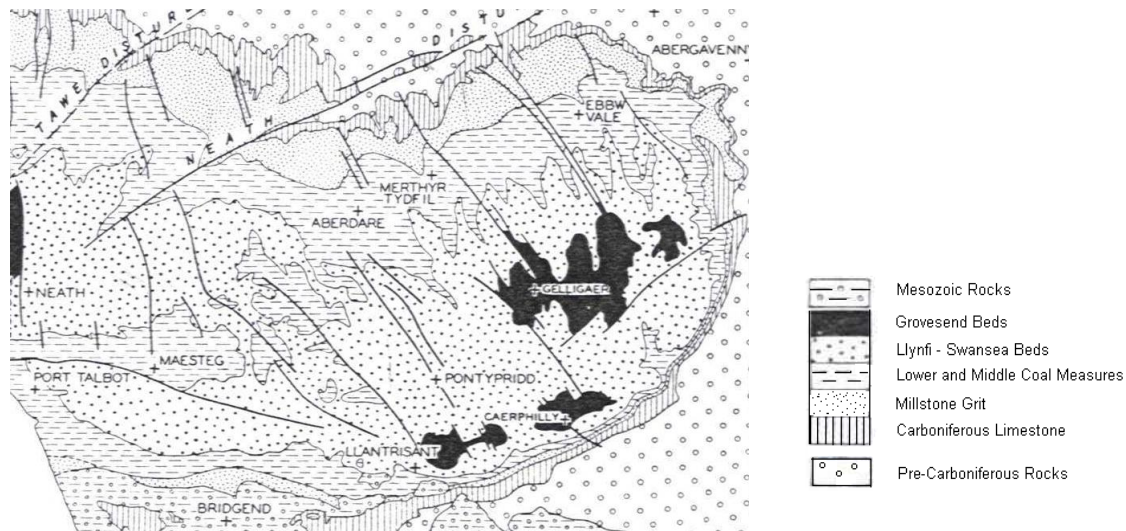 TAWE DISTUR
NEATH DISTU
ABERGAVENN
EBBW
VALE
MERTHYR
TYDFIL
ABERDARE
NEATH
GELLIGAER
MAESTEG
PORT TALBOT
PONTYPRIDD
CAERPHILLY
LLANTRISANT
BRIDGEND
Mesozoic Rocks
Grovesend Beds
Llynfi - Swansea Beds
Lower and Middle Coal Measures
Millstone Grit
Carboniferous Limestone
Pre-Carboniferous Rocks